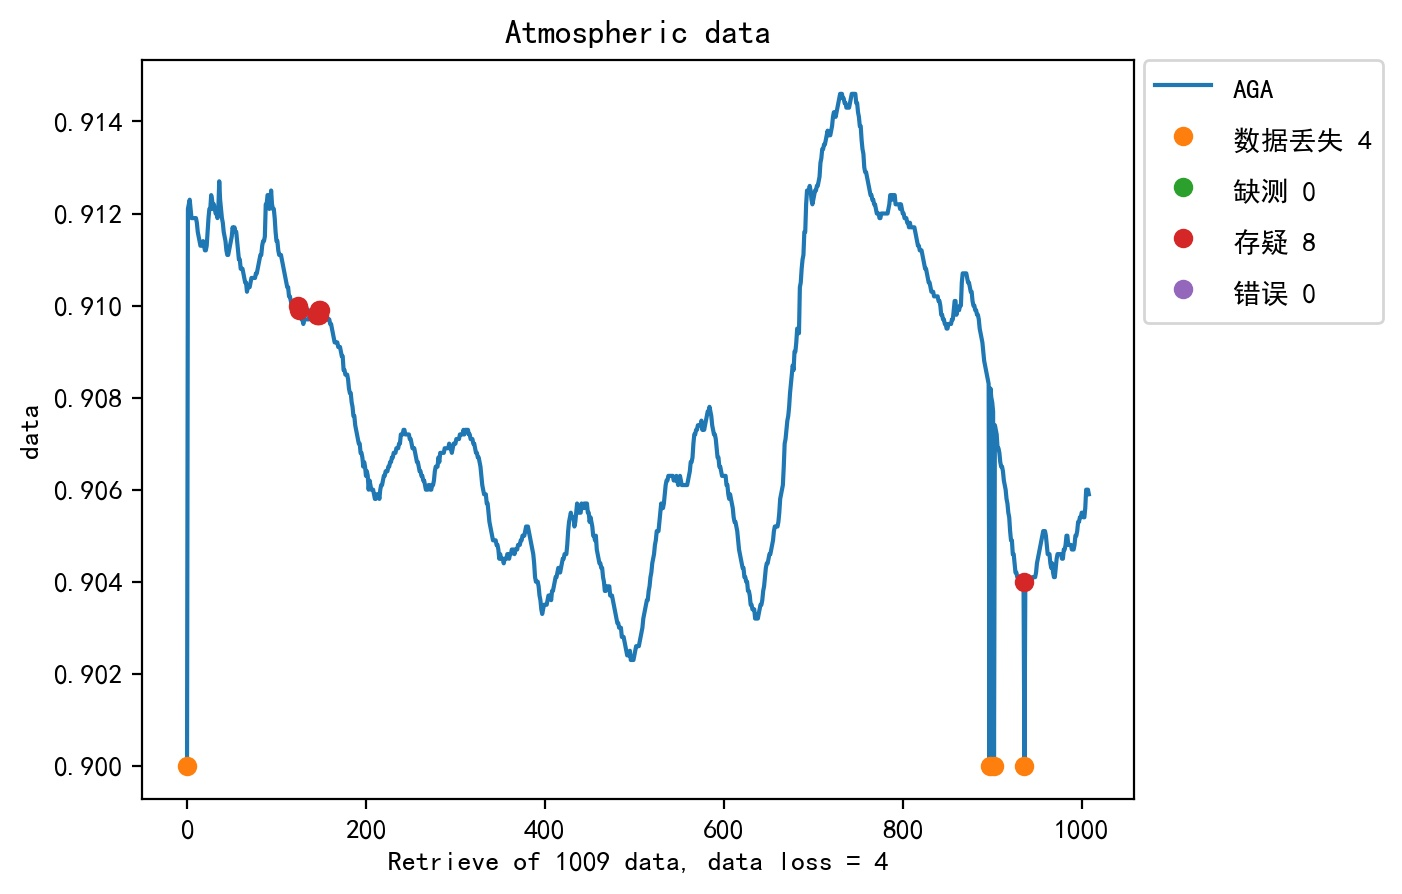 Atmospheric data
AGA
数据丢失 4
缺测 0
存疑 8
错误 0
0.914
0.912
0.910
0.908
0.906
0.904
0.902
0.900
data
0
200
400
600
800
1000
Retrieve of 1009 data, data loss = 4